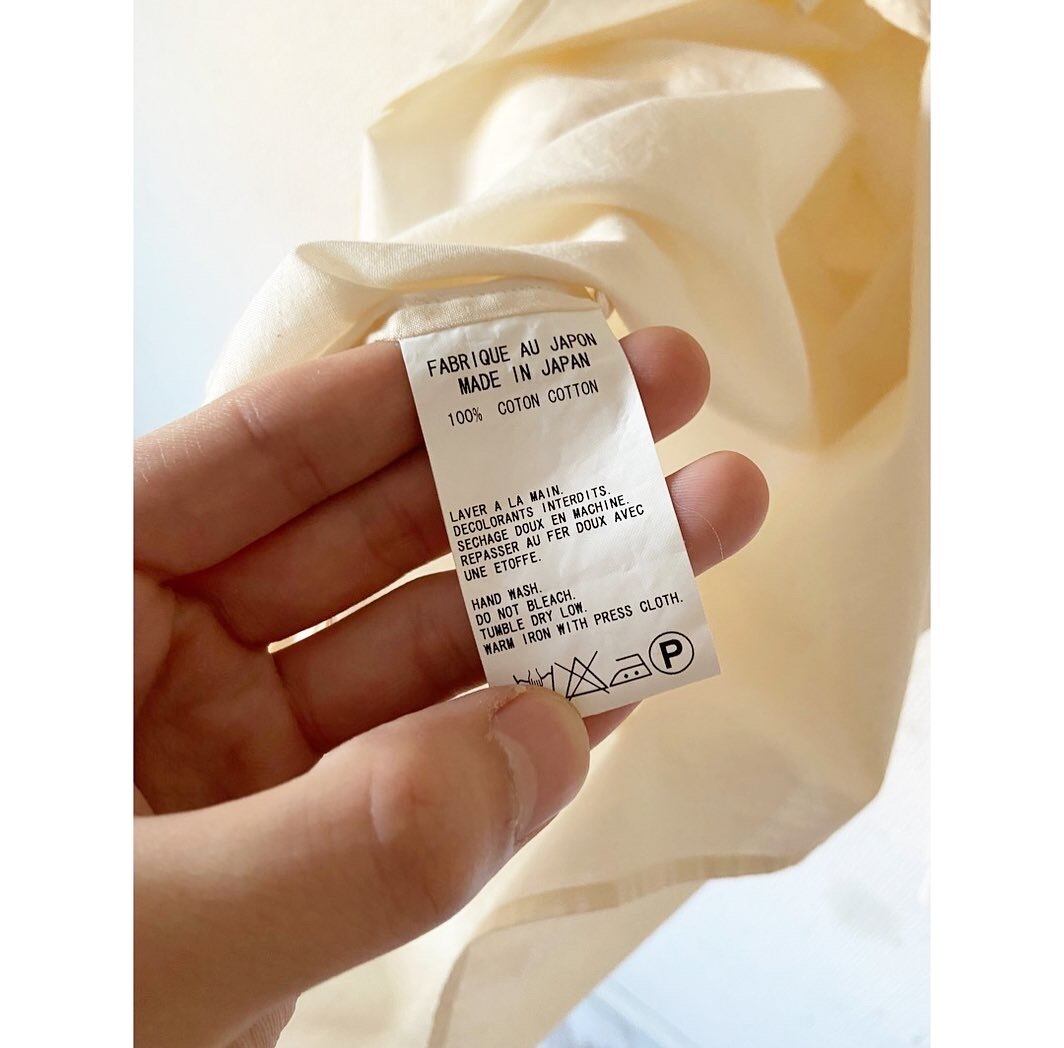 FABRIQUE AU JAPON
MADE IN JAPAN
100% COTON COTTON
LAVER A LA MAIN.
DECOLORANTS INTERDITS.
SECHAGE DOUX EN MACHINE.
REPASSER AU FER DOUX AVEC
UNE ETOFFE.
HAND WASH.
DO NOT BLEACH.
TUMBLE DRY LOW.
WARM IRON WITH PRESS CLOTH.
P